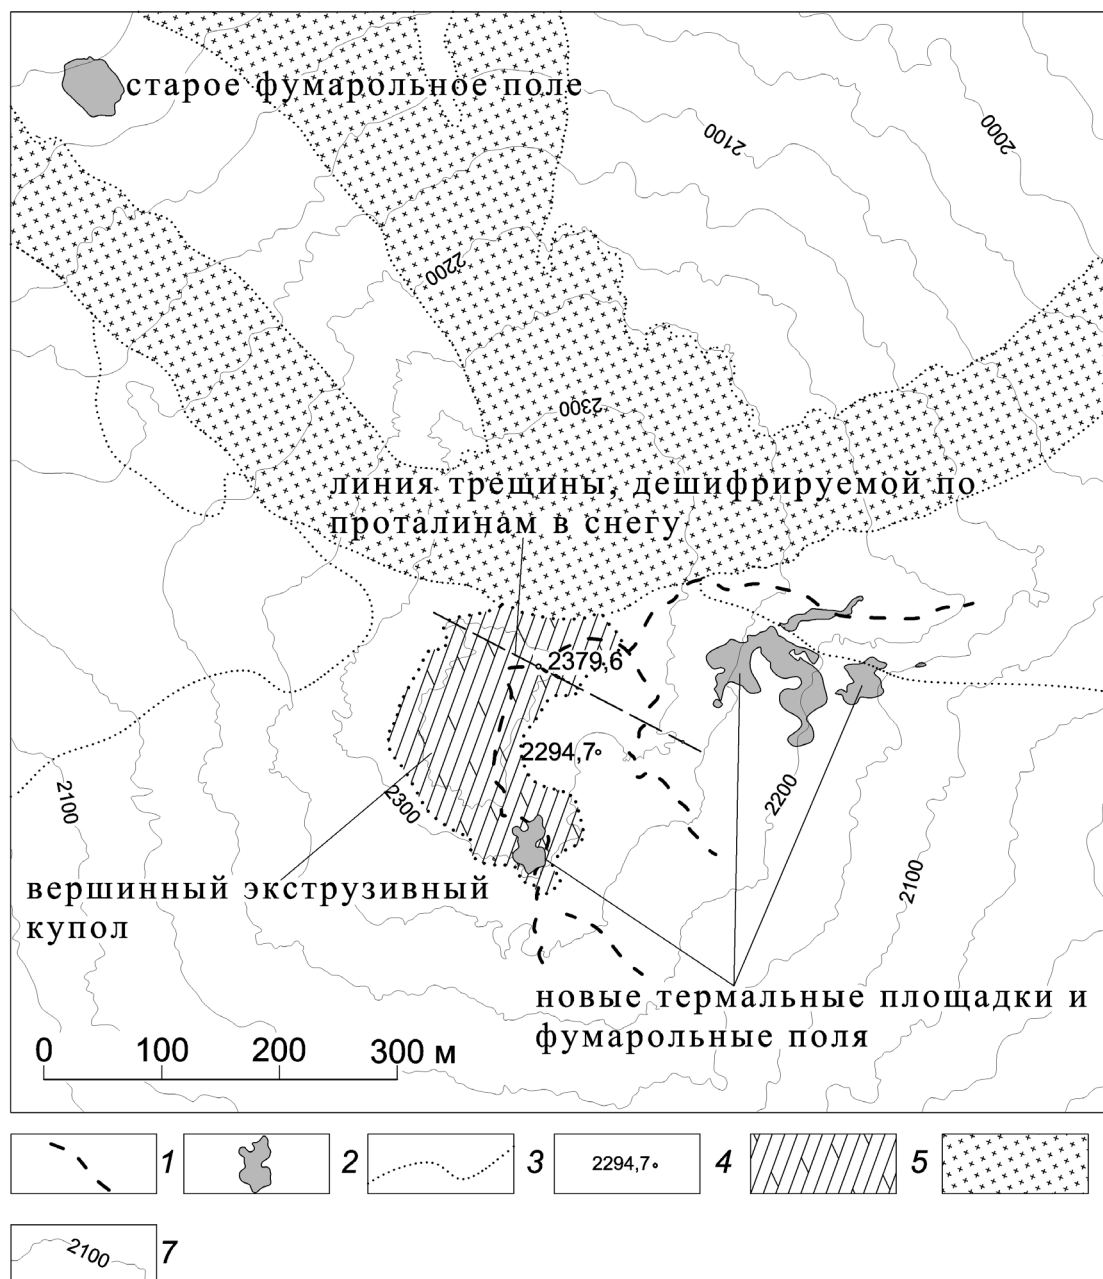 старое фумарольное поле
2100
2000
2200
2300
линия трещины, дешифрируемой по
проталинам в снегу
2379,6
2294,7
2100
2300
2200
2100
вершинный экструзивный
купол
новые термальные площадки и
фумарольные поля
0 100 200 300 м
1 2 3 2294,7 4 5
2100 7